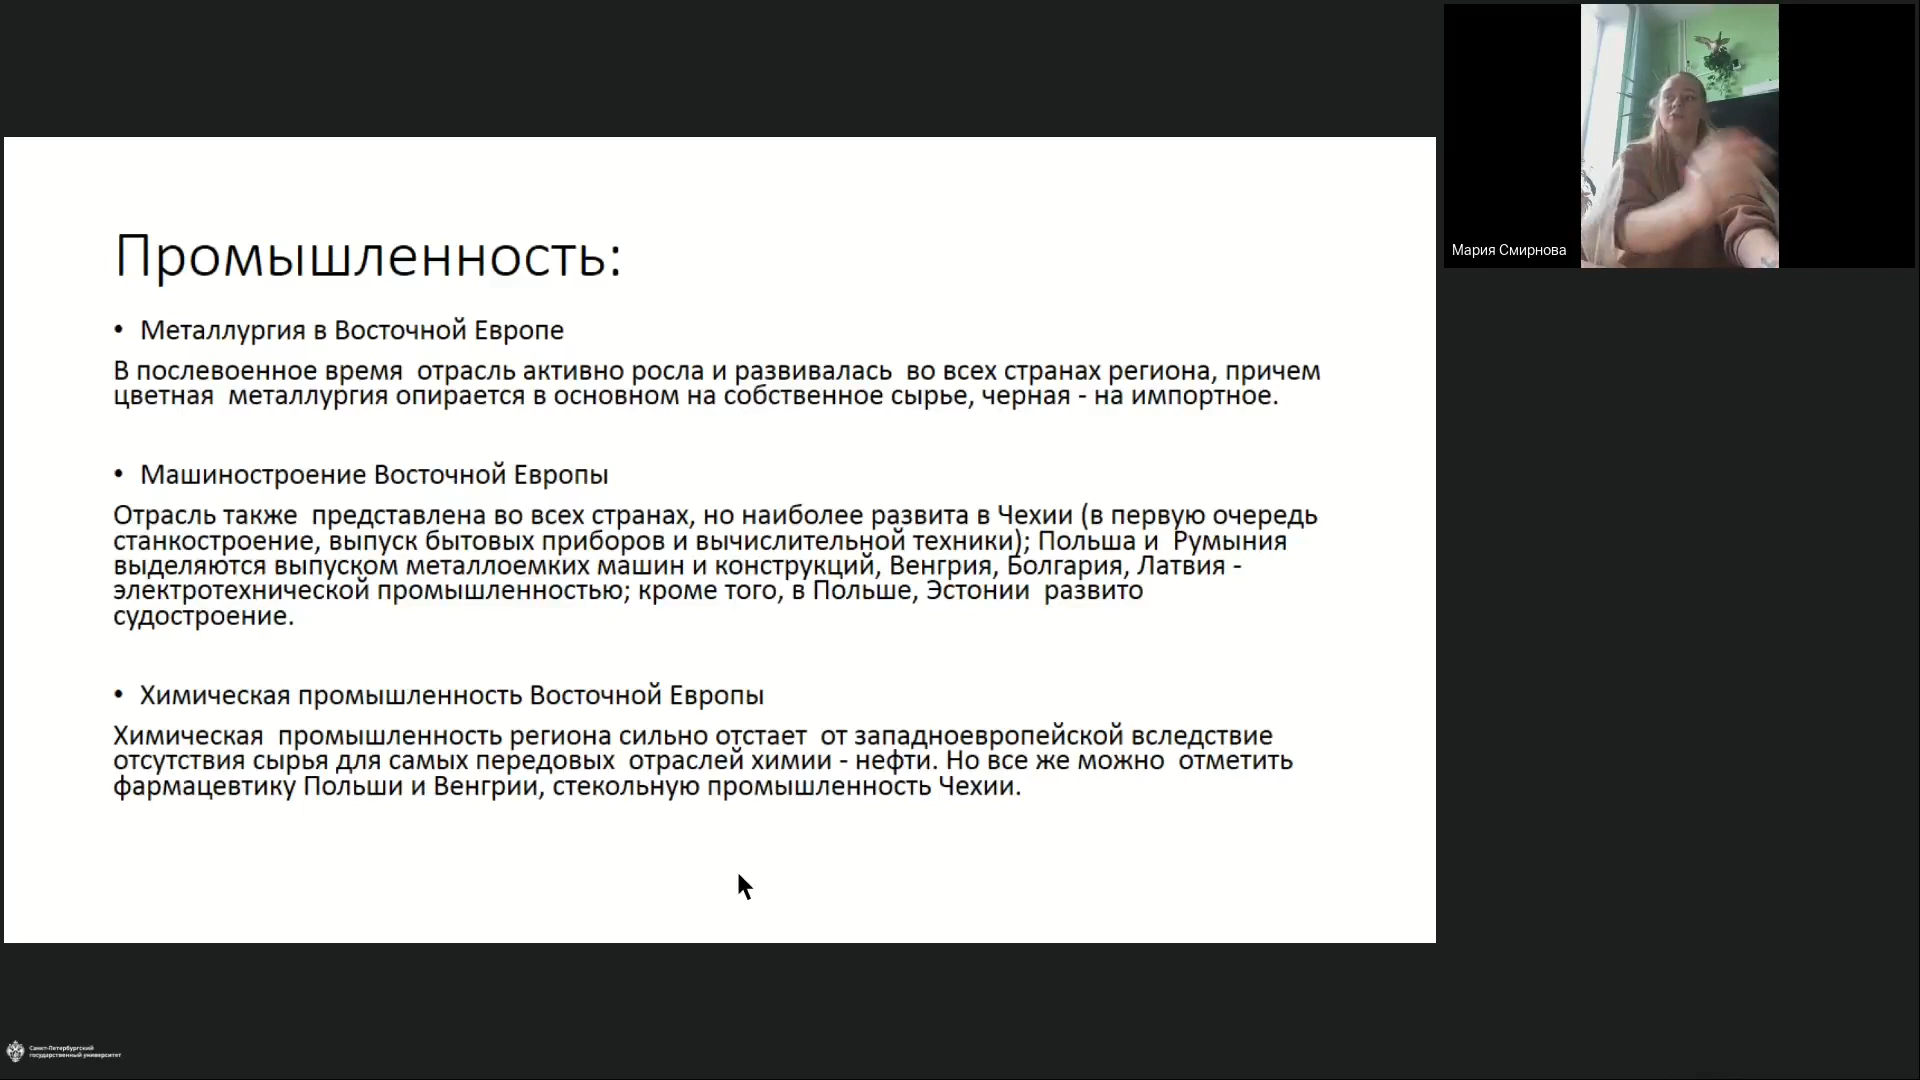 Промышленность:
• Металлургия в Восточной Европе
В послевоенное время отрасль активно росла и развивалась во всех странах региона, причем
цветная металлургия опирается в основном на собственное сырье, черная - на импортное.
• Машиностроение Восточной Европы
Отрасль также представлена во всех странах, но наиболее развита в Чехии (в первую очередь
станкостроение, выпуск бытовых приборов и вычислительной техники); Польша и Румыния
выделяются выпуском металлоемких машин и конструкций, Венгрия, Болгария, Латвия -
электротехнической промышленностью; кроме того, в Польше, Эстонии развито
судостроение.
• Химическая промышленность Восточной Европы
Химическая промышленность региона сильно отстает от западноевропейской вследствие
отсутствия сырья для самых передовых отраслей химии - нефти. Но все же можно отметить
фармацевтику Польши и Венгрии, стекольную промышленность Чехии.
Мария Смирнова
Санкт-Петербургский
государственный университет